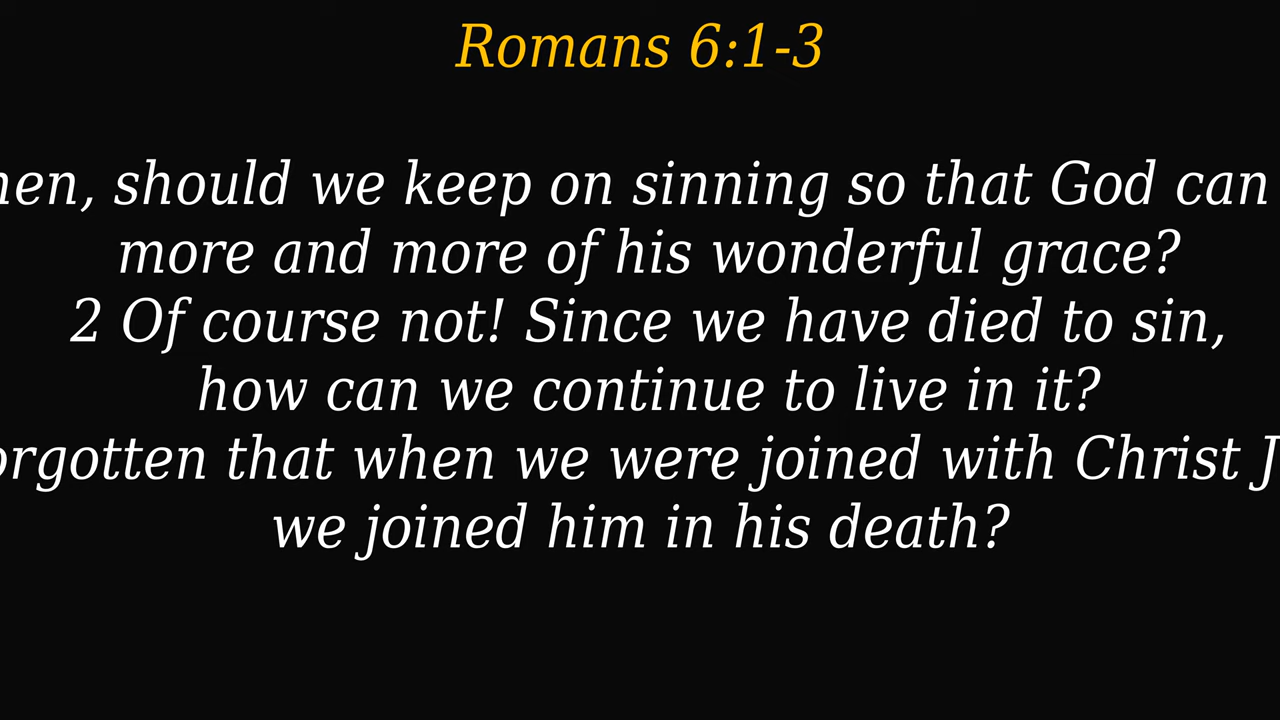 Romans 6:1-3
should we keep on sinning so that God can
more and more of his wonderful grace?
2 Of course not! Since we have died to sin,
how can we continue to live in it?
that when we were joined with Christ
we joined him in his death?